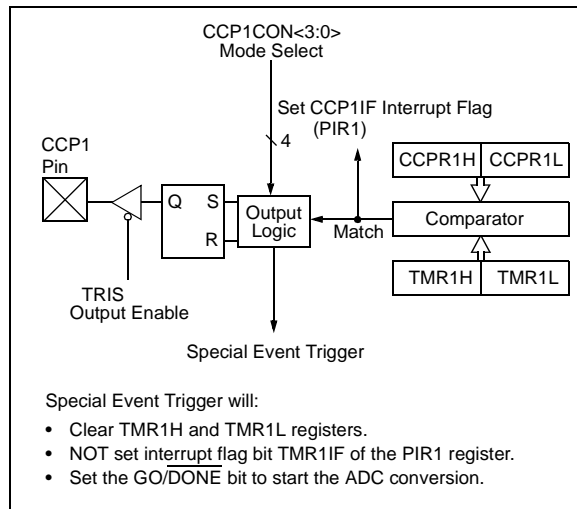 CCP1CON<3:0>
Mode Select
Set CCP1IF Interrupt Flag
(PIR1)
4
CCP1
Pin
CCPR1H CCPR1L
Q S
R
Output
Logic
Match
Comparator
TMR1H TMR1L
TRIS
Output Enable
Special Event Trigger
Special Event Trigger will:
• Clear TMR1H and TMR1L registers.
• NOT set interrupt flag bit TMR1IF of the PIR1 register.
• Set the GO/DONE bit to start the ADC conversion.